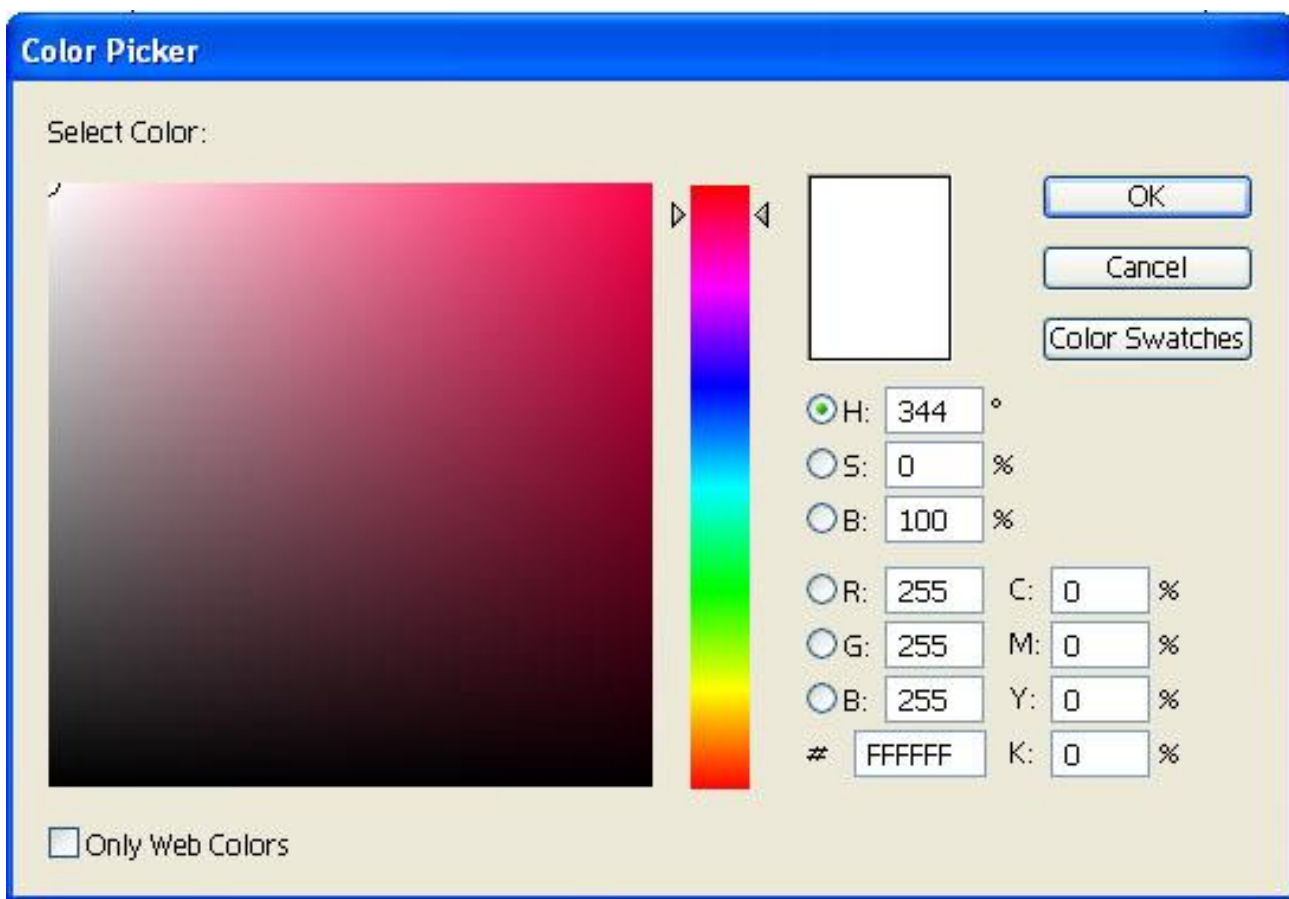 Color Picker
Select Color:
OK
Cancel
Color Swatches
H: 344 °
S: 0 %
B: 100 %
R: 255 C: 0 %
G: 255 M: 0 %
B: 255 Y: 0 %
# FFFFFF K: 0 %
Only Web Colors